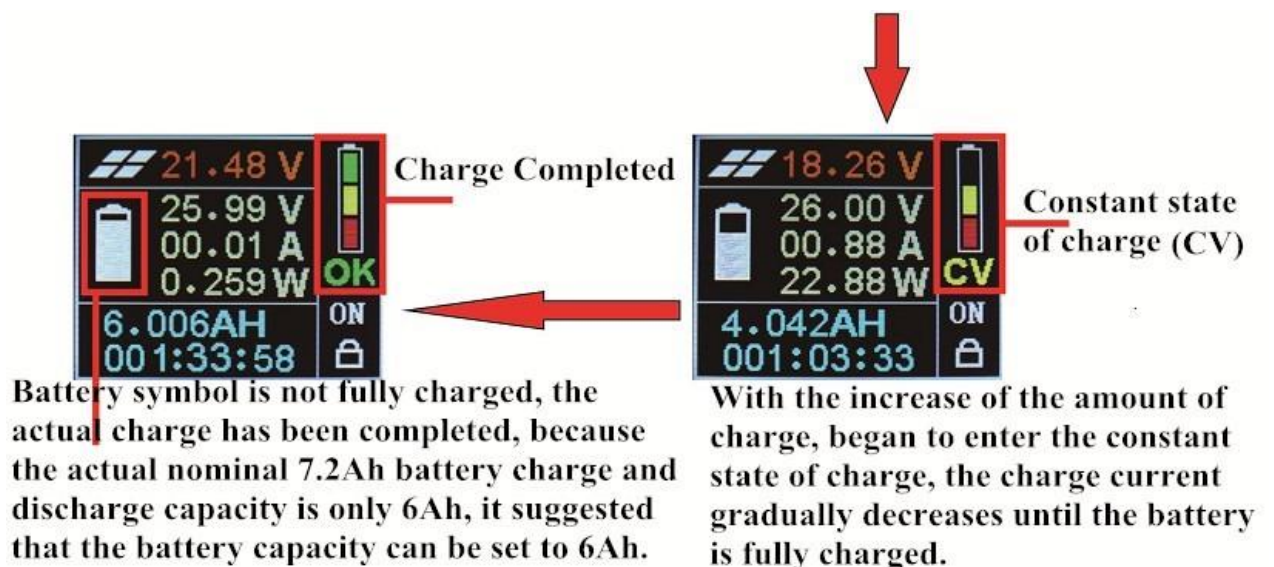 21.48 V
25.99 V
00.01 A
0.259 W
OK
6.006AH
001:33:58
ON
Charge Completed
18.26 V
26.00 V
00.88 A
22.88 W
CV
4.042AH
001:03:33
ON
Constant state
of charge (CV)
Battery symbol is not fully charged, the
actual charge has been completed, because
the actual nominal 7.2Ah battery charge and
discharge capacity is only 6Ah, it suggested
that the battery capacity can be set to 6Ah.
With the increase of the amount of
charge, began to enter the constant
state of charge, the charge current
gradually decreases until the battery
is fully charged.